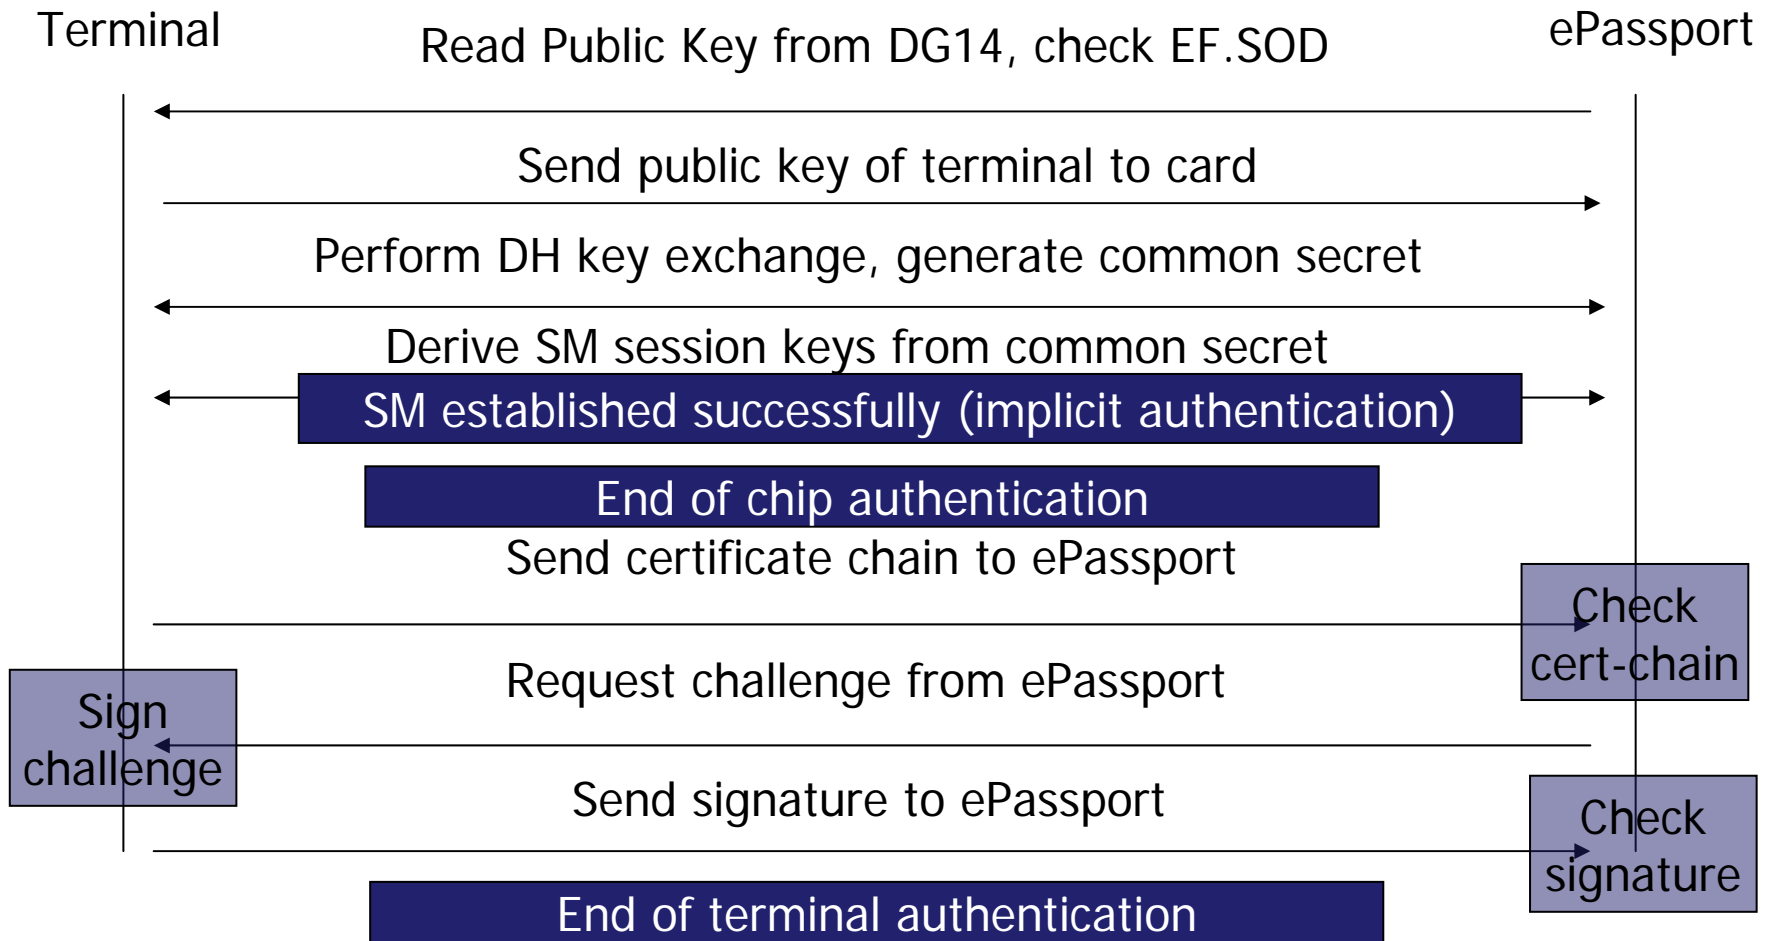 Terminal
ePassport
Read Public Key from DG14, check EF.SOD
Send public key of terminal to card
Perform DH key exchange, generate common secret
Derive SM session keys from common secret
SM established successfully (implicit authentication)
End of chip authentication
Send certificate chain to ePassport
Check
cert-chain
Request challenge from ePassport
Sign
challenge
Send signature to ePassport
Check
signature
End of terminal authentication